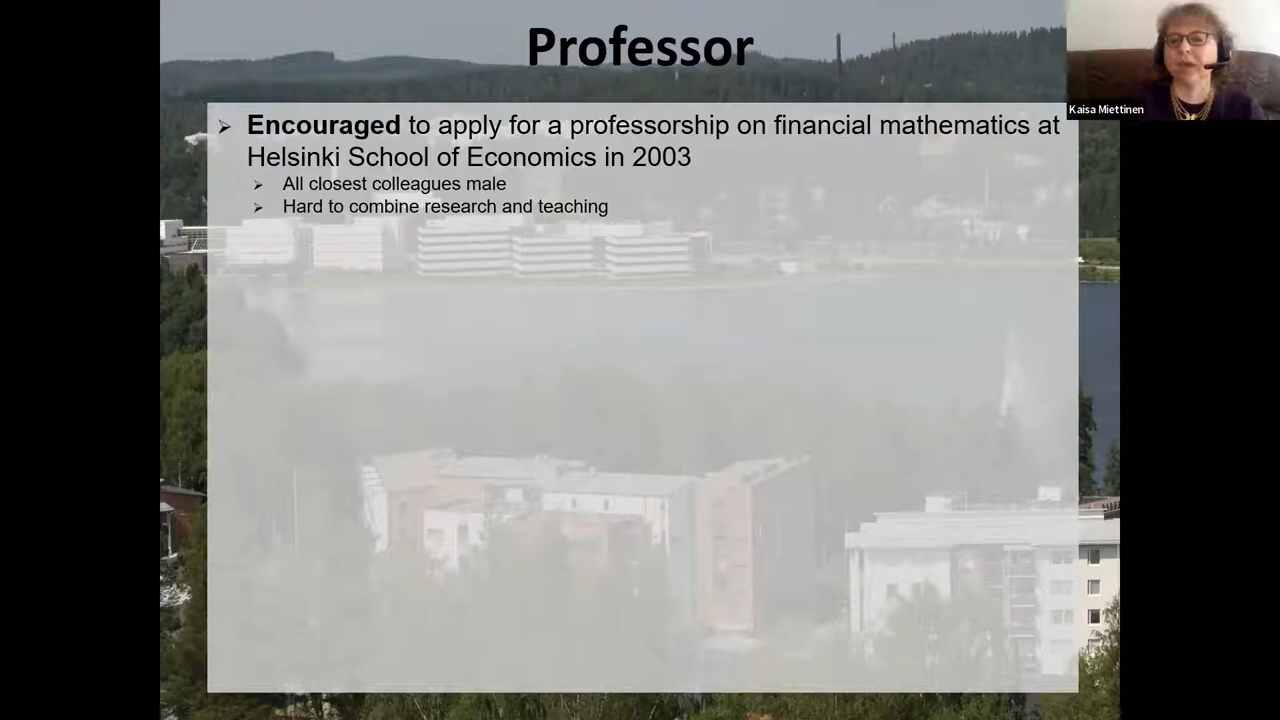 Professor
Kaisa Miettinen
➢ Encouraged to apply for a professorship on financial mathematics at
Helsinki School of Economics in 2003
➢ All closest colleagues male
➢ Hard to combine research and teaching